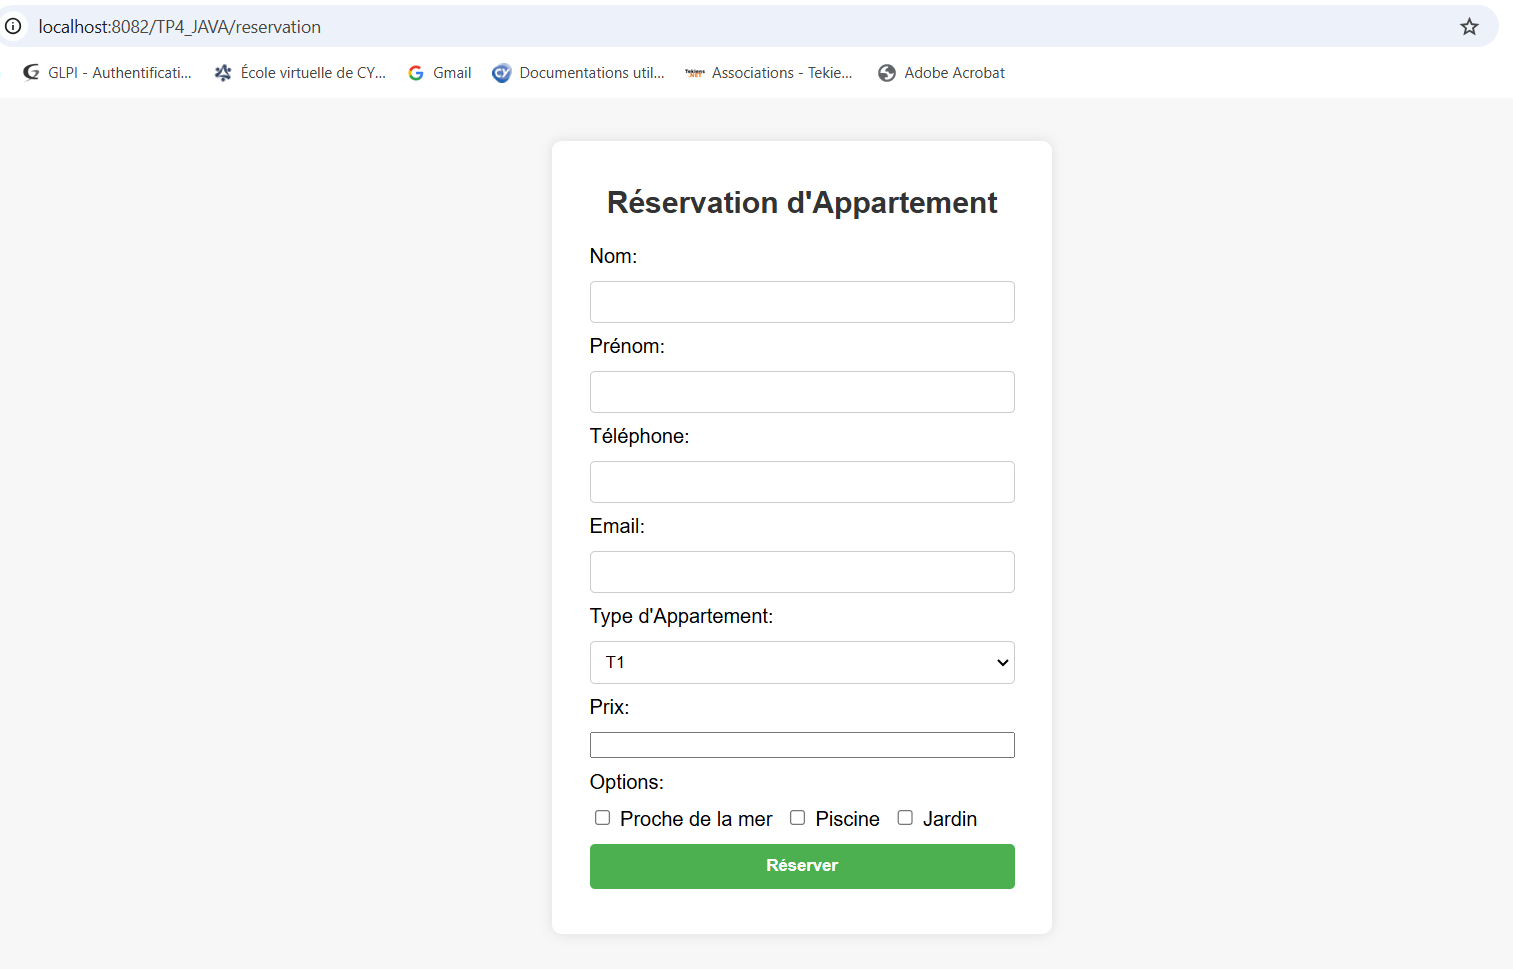 localhost:8082/TP4_JAVA/reservation
GLPI - Authentificati... École virtuelle de CY... Gmail Documentations util... Associations - Tekie... Adobe Acrobat
Réservation d'Appartement
Nom:
Prénom:
Téléphone:
Email:
Type d'Appartement:
T1
Prix:
Options:
Proche de la mer Piscine Jardin
Réserver